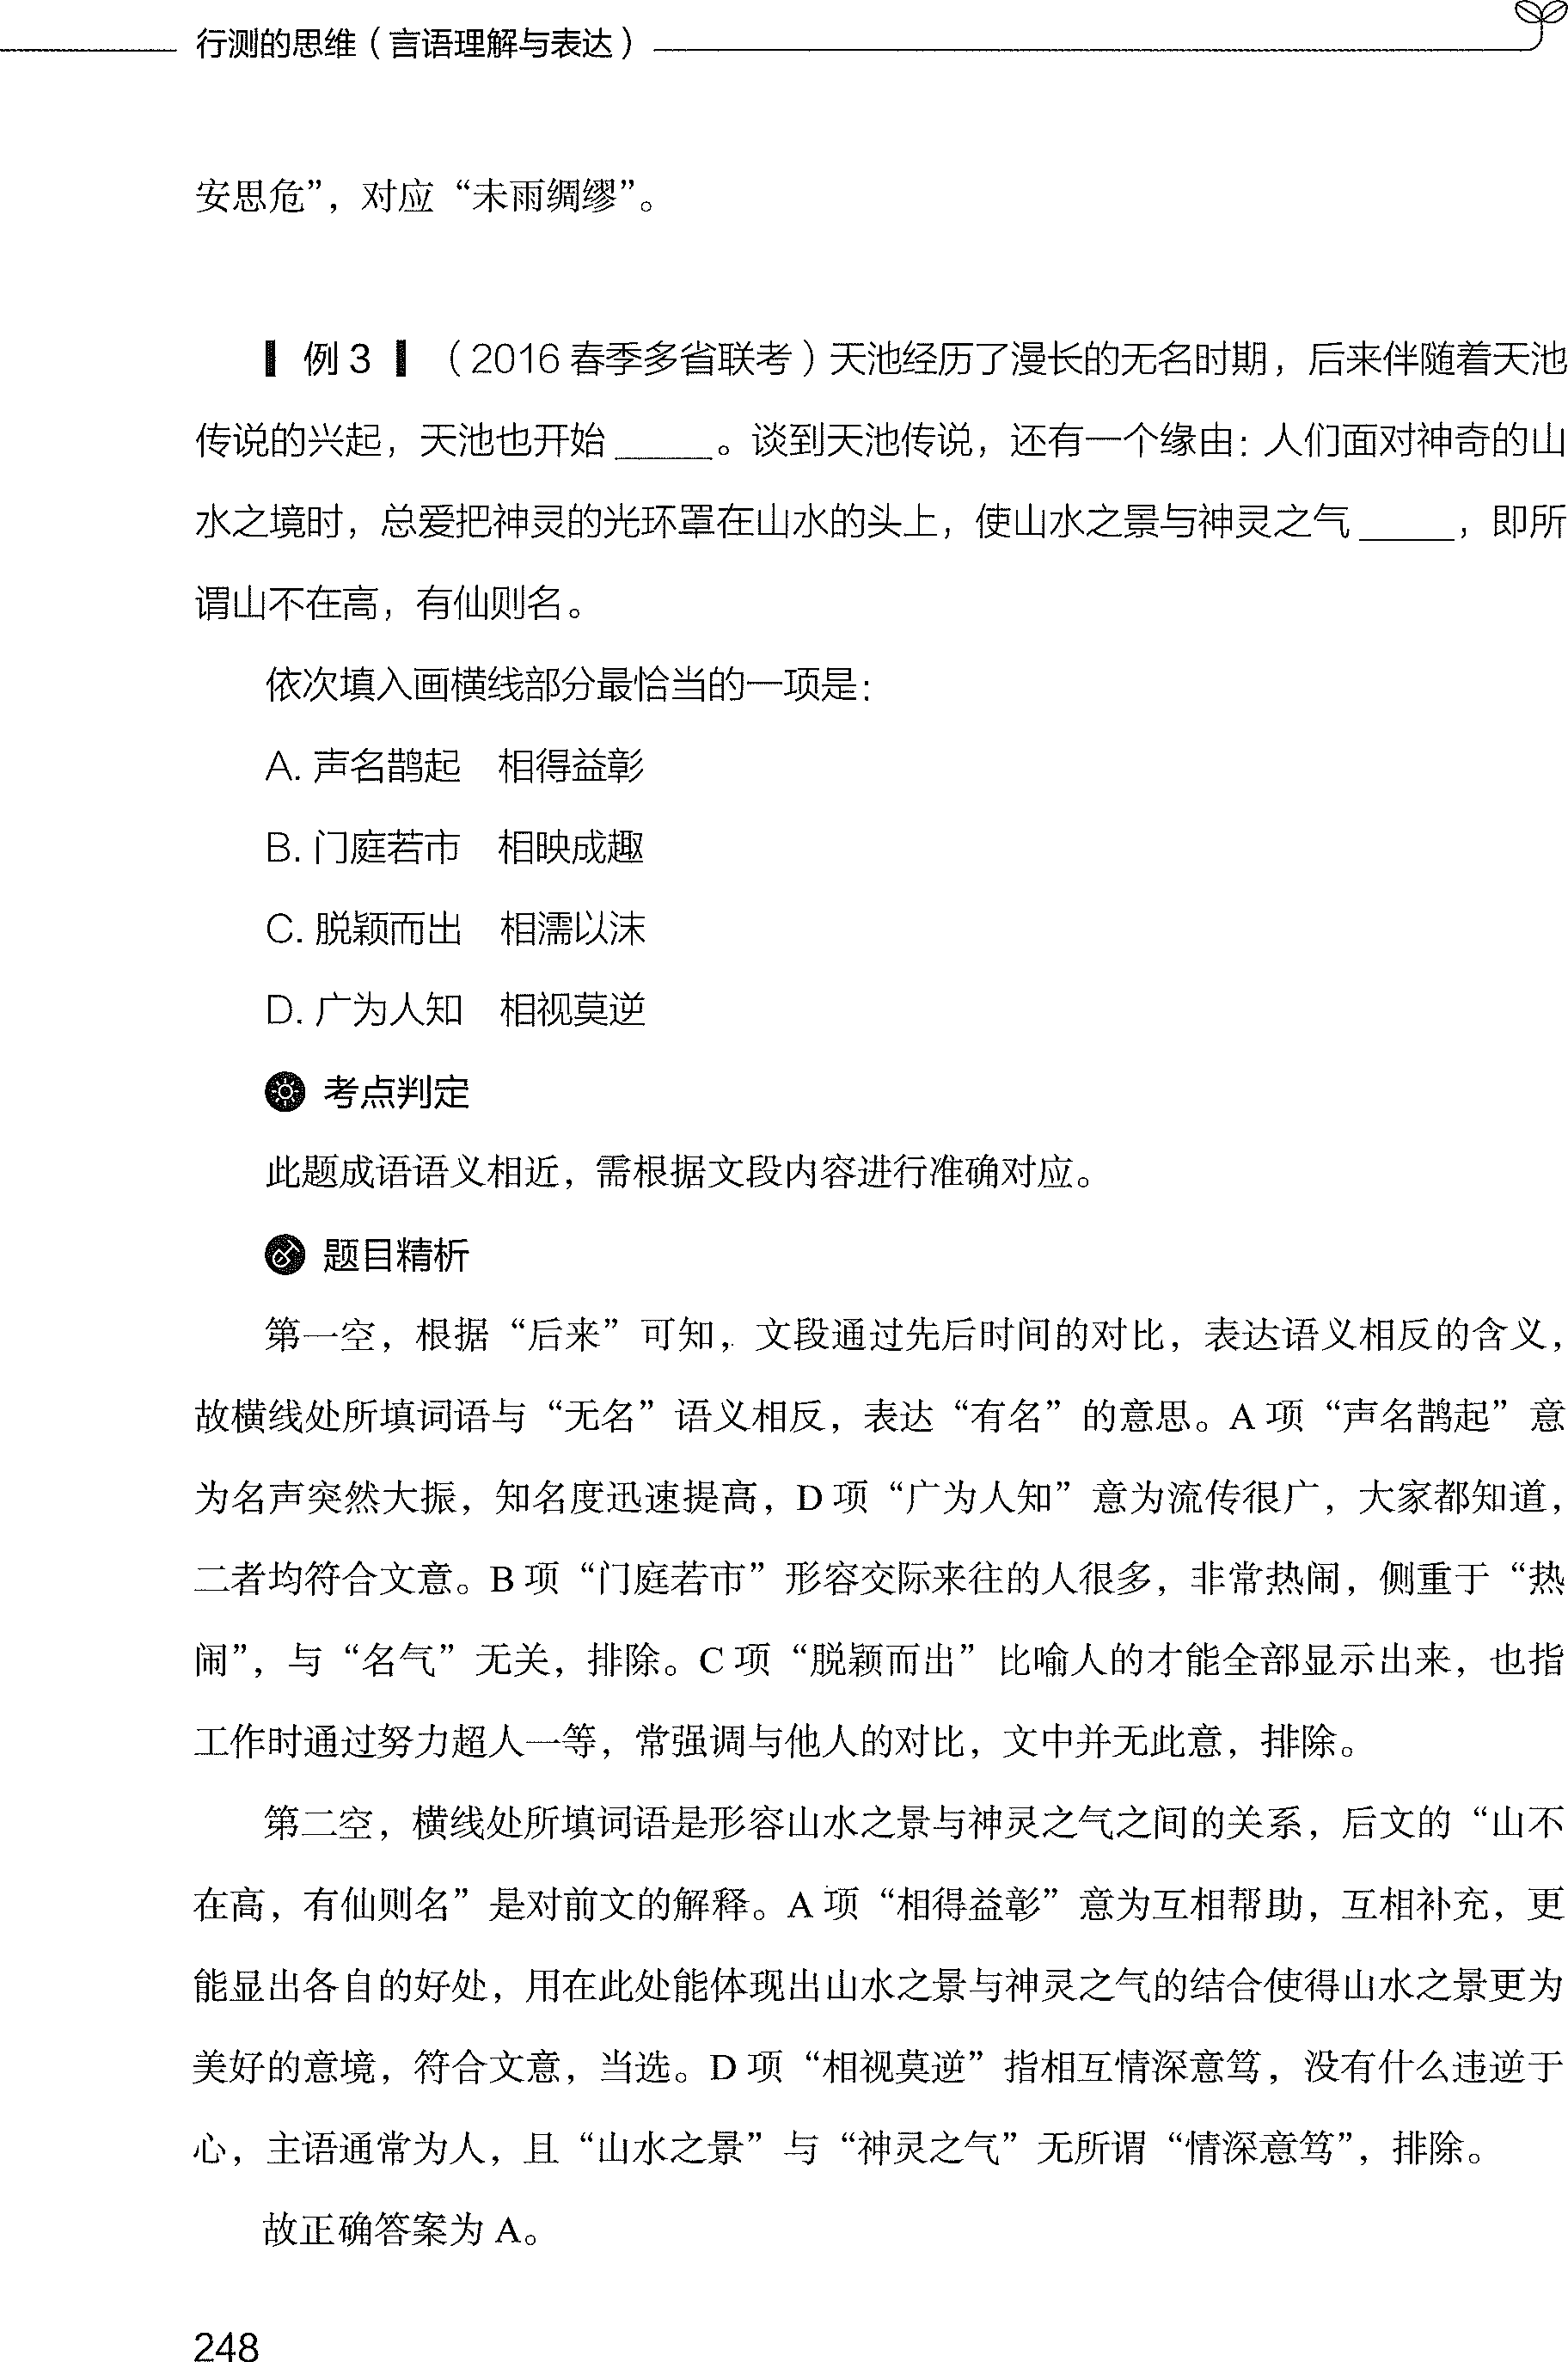 行测的思维（言语理解与表达）
安思危”，对应“未雨绸缪”。
例3 （2016春季多省联考）天池经历了漫长的无名时期，后来伴随着天池
传说的兴起，天池也开始_____。谈到天池传说，还有一个缘由：人们面对神奇的山
水之境时，总爱把神灵的光环罩在山水的头上，使山水之景与神灵之气_____，即所
谓山不在高，有仙则名。
依次填入画横线部分最恰当的一项是：
A. 声名鹊起 相得益彰
B. 门庭若市 相映成趣
C. 脱颖而出 相濡以沫
D. 广为人知 相视莫逆
考点判定
此题成语语义相近，需根据文段内容进行准确对应。
题目精析
第一空，根据“后来”可知，文段通过先后时间的对比，表达语义相反的含义，
故横线处所填词语与“无名”语义相反，表达“有名”的意思。A项“声名鹊起”意
为名声突然大振，知名度迅速提高，D项“广为人知”意为流传很广，大家都知道，
二者均符合文意。B项“门庭若市”形容交际来往的人很多，非常热闹，侧重于“热
闹”，与“名气”无关，排除。C项“脱颖而出”比喻人的才能全部显示出来，也指
工作时通过努力超人一等，常强调与他人的对比，文中并无此意，排除。
第二空，横线处所填词语是形容山水之景与神灵之气之间的关系，后文的“山不
在高，有仙则名”是对前文的解释。A项“相得益彰”意为互相帮助，互相补充，更
能显出各自的好处，用在此处能体现出山水之景与神灵之气的结合使得山水之景更为
美好的意境，符合文意，当选。D项“相视莫逆”指相互情深意笃，没有什么违逆于
心，主语通常为人，且“山水之景”与“神灵之气”无所谓“情深意笃”，排除。
故正确答案为A。
248